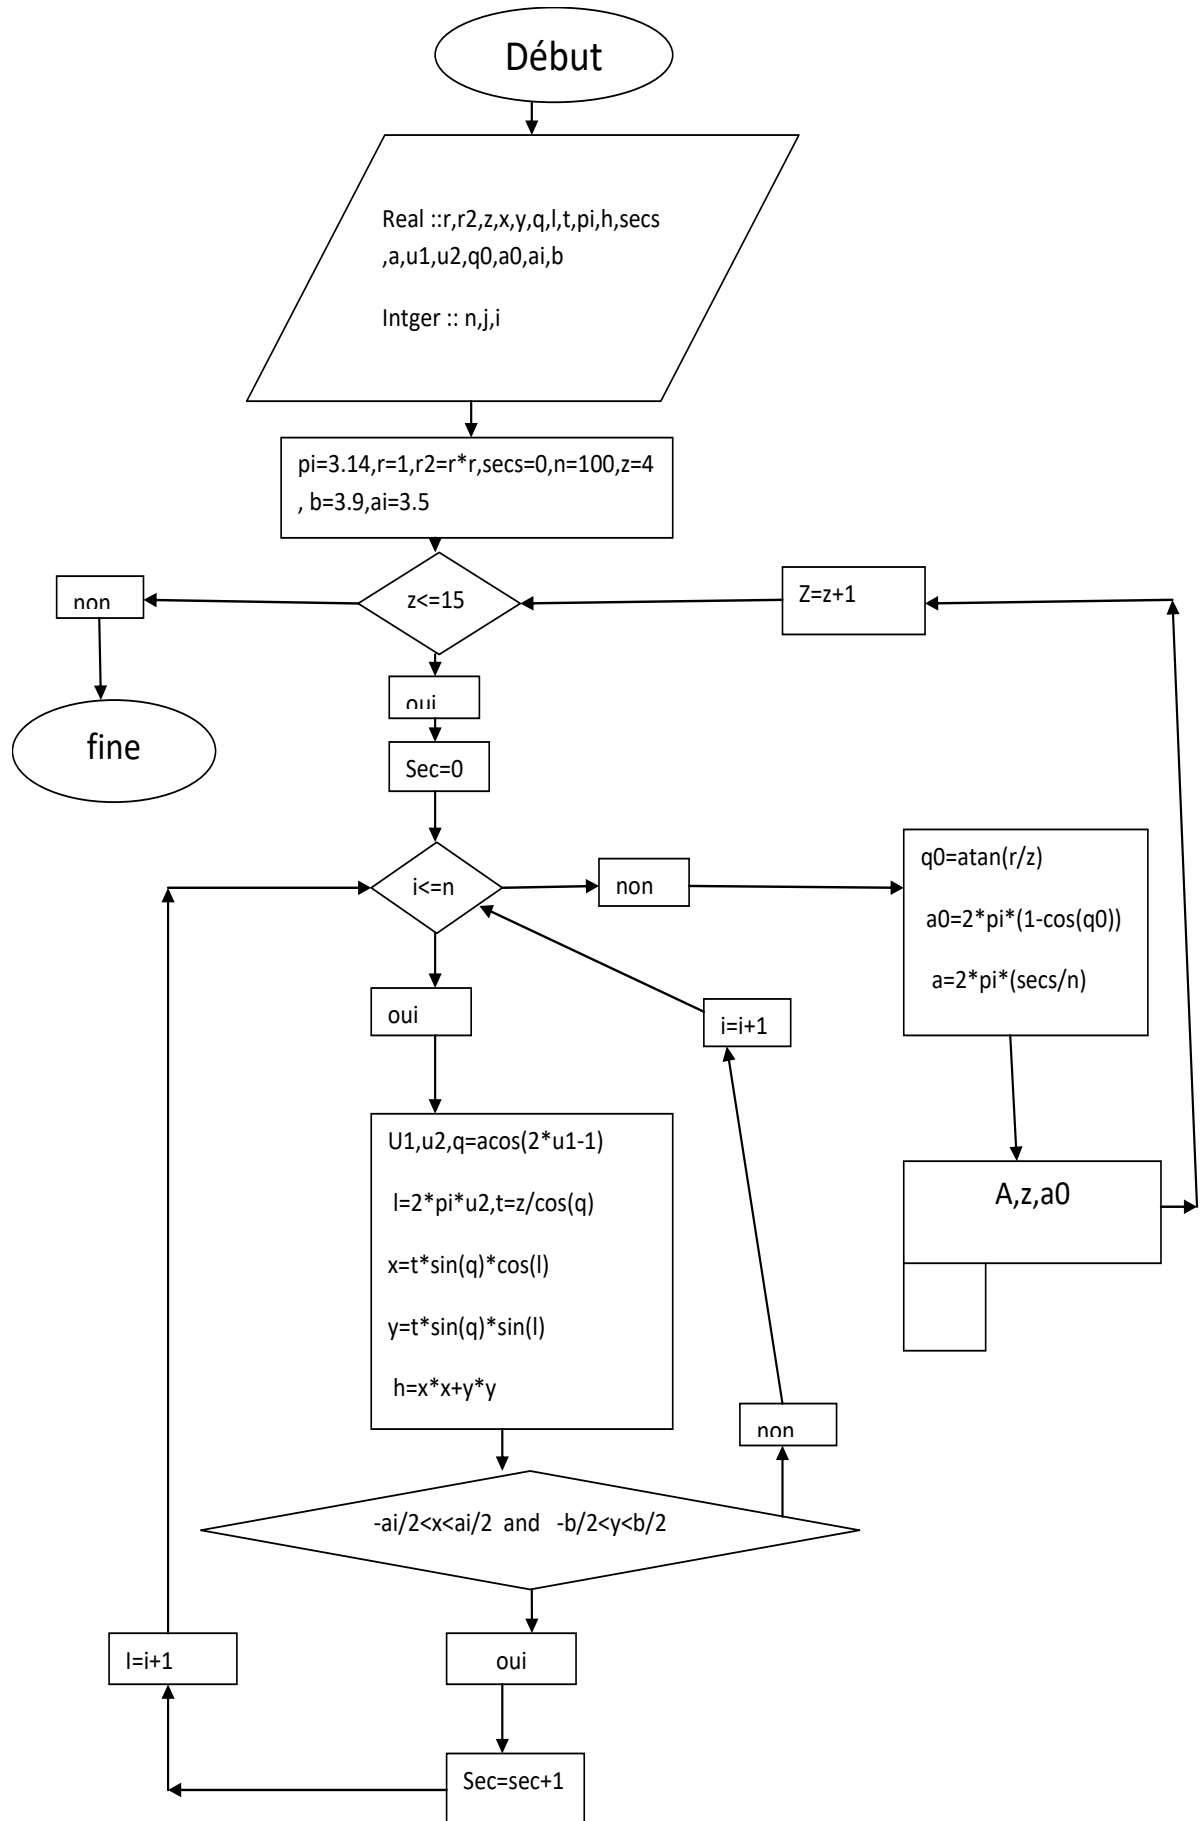 Début
Real ::r,r2,z,x,y,q,l,t,pi,h,secs
,a,u1,u2,q0,a0,ai,b
Intger :: n,j,i
pi=3.14,r=1,r2=r*r,secs=0,n=100,z=4
, b=3.9,ai=3.5
z<=15
non
Z=z+1
oui
fine
Sec=0
i<=n
non
q0=atan(r/z)
a0=2*pi*(1-cos(q0))
a=2*pi*(secs/n)
oui
i=i+1
U1,u2,q=acos(2*u1-1)
l=2*pi*u2,t=z/cos(q)
x=t*sin(q)*cos(l)
y=t*sin(q)*sin(l)
h=x*x+y*y
A,z,a0
non
-ai/2<x<ai/2 and -b/2<y<b/2
oui
I=i+1
Sec=sec+1